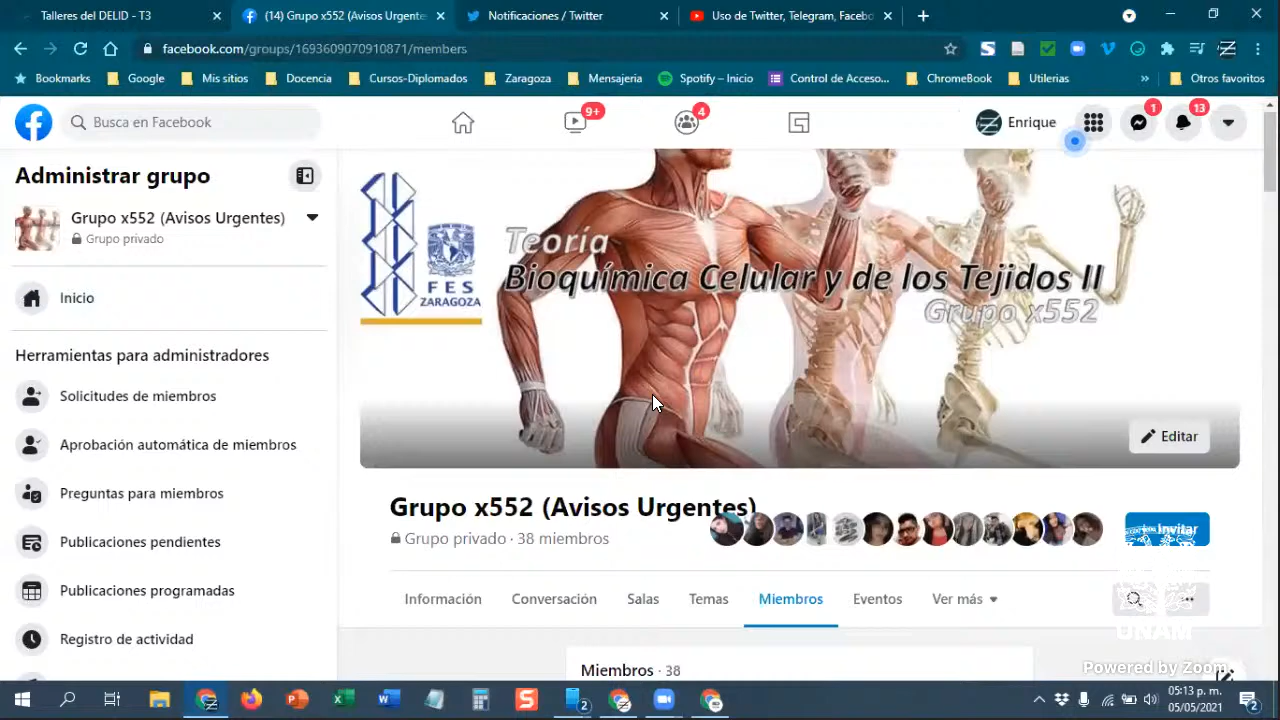 Talleres del DELID - T3
(14) Grupo x552 (Avisos Urgente
Notificaciones / Twitter
Uso de Twitter, Telegram, Faceb
facebook.com/groups/1693609070910871/members
Bookmarks
Google
Mis sitios
Docencia
Cursos-Diplomados
Zaragoza
Mensajeria
Spotify – Inicio
Control de Acceso...
ChromeBook
Utilerias
»
Otros favoritos
Busca en Facebook
9+
4
Enrique
1
13
Administrar grupo
Grupo x552 (Avisos Urgentes)
Grupo privado
Inicio
Herramientas para administradores
Solicitudes de miembros
Aprobación automática de miembros
Preguntas para miembros
Publicaciones pendientes
Publicaciones programadas
Registro de actividad
FES
ZARAGOZA
Teoría
Bioquímica Celular y de los Tejidos II
Grupo x552
Editar
Grupo x552 (Avisos Urgentes)
Grupo privado · 38 miembros
+ Invitar
Información
Conversación
Salas
Temas
Miembros
Eventos
Ver más
UNAM
Miembros · 38
Powered by Zoom
2
05:13 p. m.
05/05/2021
2